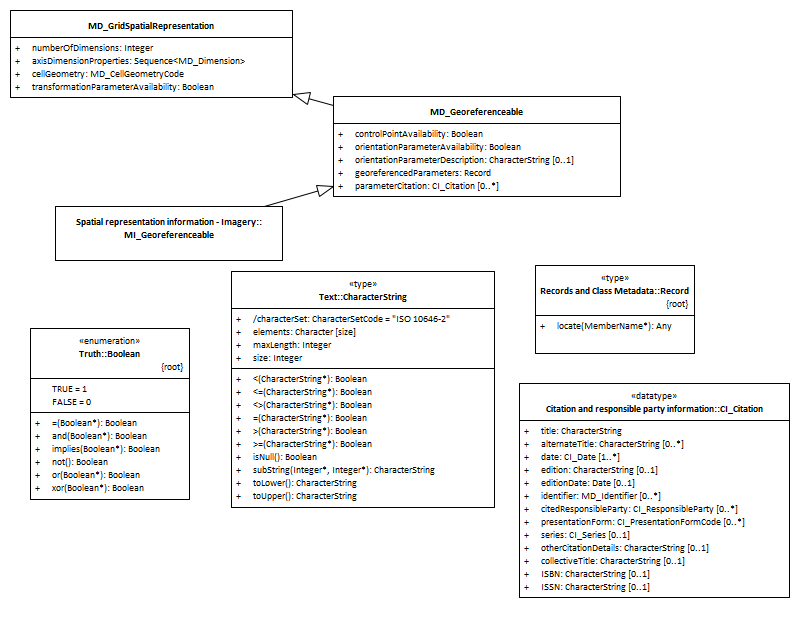 MD_GridSpatialRepresentation
+ numberOfDimensions: Integer
+ axisDimensionProperties: Sequence<MD_Dimension>
+ cellGeometry: MD_CellGeometryCode
+ transformationParameterAvailability: Boolean
MD_Georeferenceable
+ controlPointAvailability: Boolean
+ orientationParameterAvailability: Boolean
+ orientationParameterDescription: CharacterString [0..1]
+ georeferencedParameters: Record
+ parameterCitation: CI_Citation [0..*]
Spatial representation information - Imagery::
MI_Georeferenceable
«type»
Text::CharacterString
+ /characterSet: CharacterSetCode = "ISO 10646-2"
+ elements: Character [size]
+ maxLength: Integer
+ size: Integer
+ <(CharacterString*): Boolean
+ <=(CharacterString*): Boolean
+ <>(CharacterString*): Boolean
+ =(CharacterString*): Boolean
+ >(CharacterString*): Boolean
+ >=(CharacterString*): Boolean
+ isNull(): Boolean
+ subString(Integer*, Integer*): CharacterString
+ toLower(): CharacterString
+ toUpper(): CharacterString
«type»
Records and Class Metadata::Record
{root}
+ locate(MemberName*): Any
«enumeration»
Truth::Boolean
{root}
TRUE = 1
FALSE = 0
+ =(Boolean*): Boolean
+ and(Boolean*): Boolean
+ implies(Boolean*): Boolean
+ not(): Boolean
+ or(Boolean*): Boolean
+ xor(Boolean*): Boolean
«datatype»
Citation and responsible party information::CI_Citation
+ title: CharacterString
+ alternateTitle: CharacterString [0..*]
+ date: CI_Date [1..*]
+ edition: CharacterString [0..1]
+ editionDate: Date [0..1]
+ identifier: MD_Identifier [0..*]
+ citedResponsibleParty: CI_ResponsibleParty [0..*]
+ presentationForm: CI_PresentationFormCode [0..*]
+ series: CI_Series [0..1]
+ otherCitationDetails: CharacterString [0..1]
+ collectiveTitle: CharacterString [0..1]
+ ISBN: CharacterString [0..1]
+ ISSN: CharacterString [0..1]